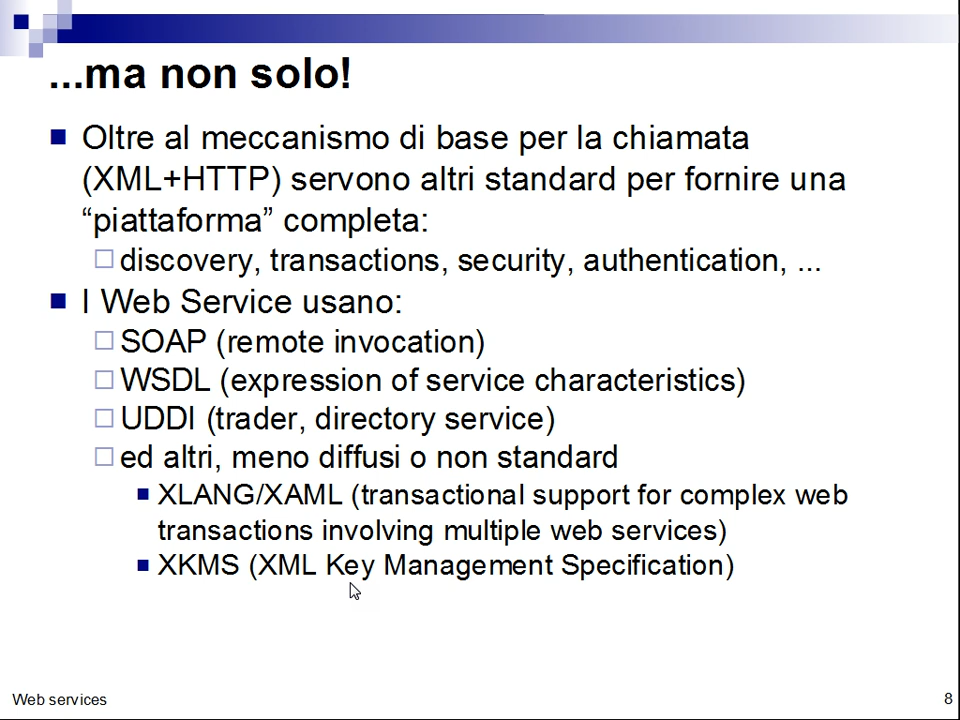 ...ma non solo!
Oltre al meccanismo di base per la chiamata
(XML+HTTP) servono altri standard per fornire una
“piattaforma” completa:
discovery, transactions, security, authentication, ...
I Web Service usano:
SOAP (remote invocation)
WSDL (expression of service characteristics)
UDDI (trader, directory service)
ed altri, meno diffusi o non standard
XLANG/XAML (transactional support for complex web
transactions involving multiple web services)
XKMS (XML Key Management Specification)
Web services
8